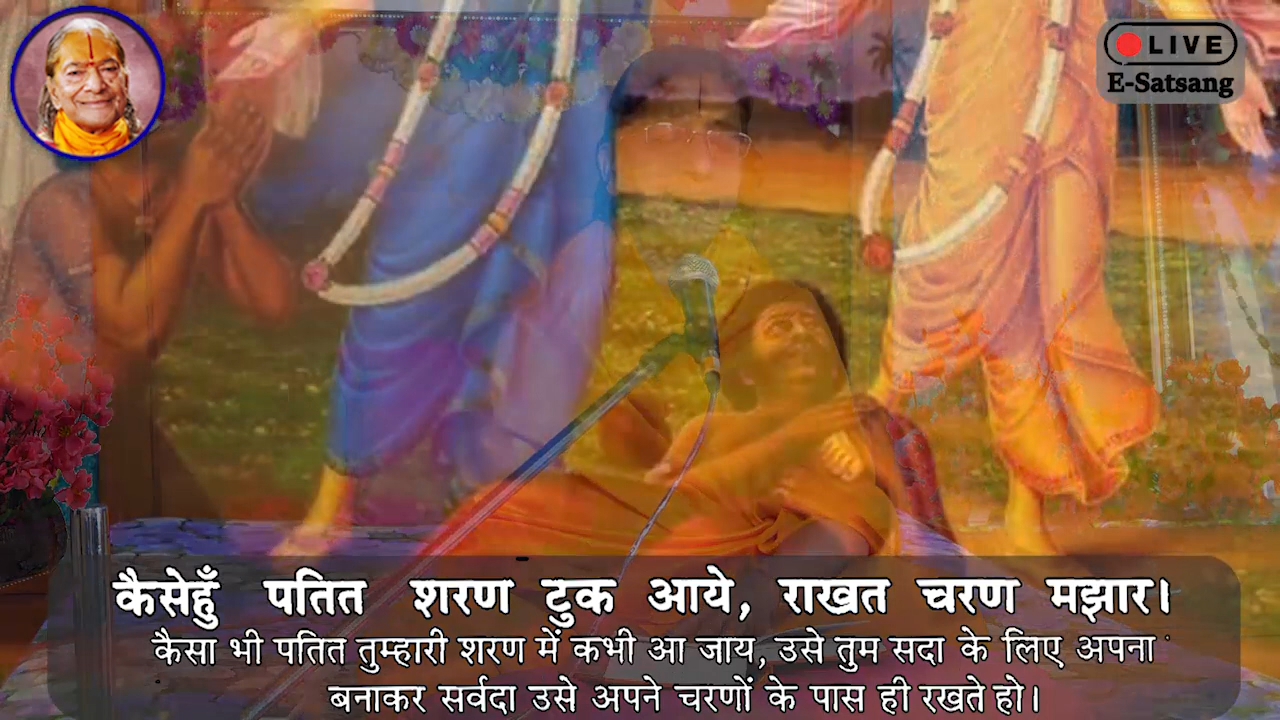 LIVE
E-Satsang
कैसेहुँ पतित शरण टुक आये, राखत चरण मझार।
कैसा भी पतित तुम्हारी शरण में कभी आ जाय, उसे तुम सदा के लिए अपना
बनाकर सर्वदा उसे अपने चरणों के पास ही रखते हो।